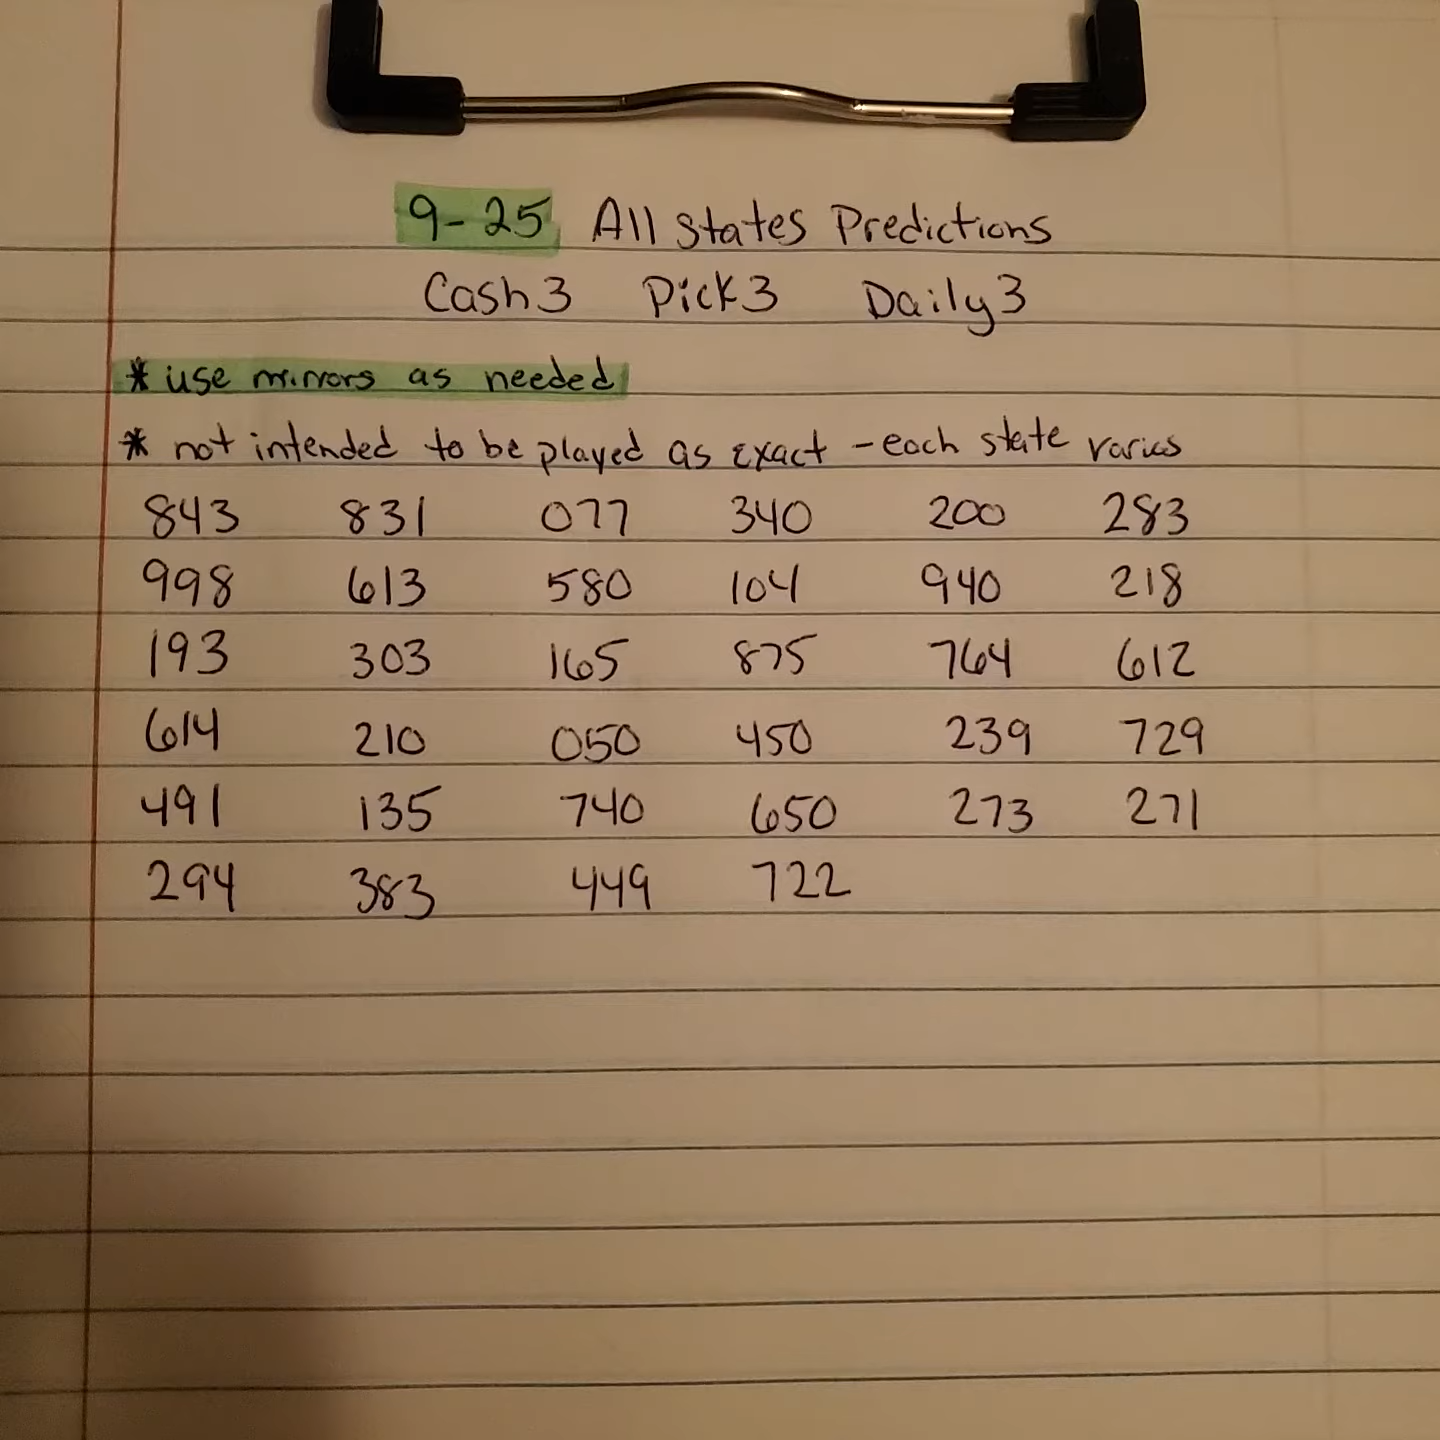 9-25 All States Predictions
Cash3 Pick3 Daily3
* use mirrors as needed
* not intended to be played as exact - each state varies
843 831 077 340 200 283
998 613 580 104 940 218
193 303 165 875 764 612
614 210 050 450 239 729
491 135 740 650 273 271
294 383 449 722